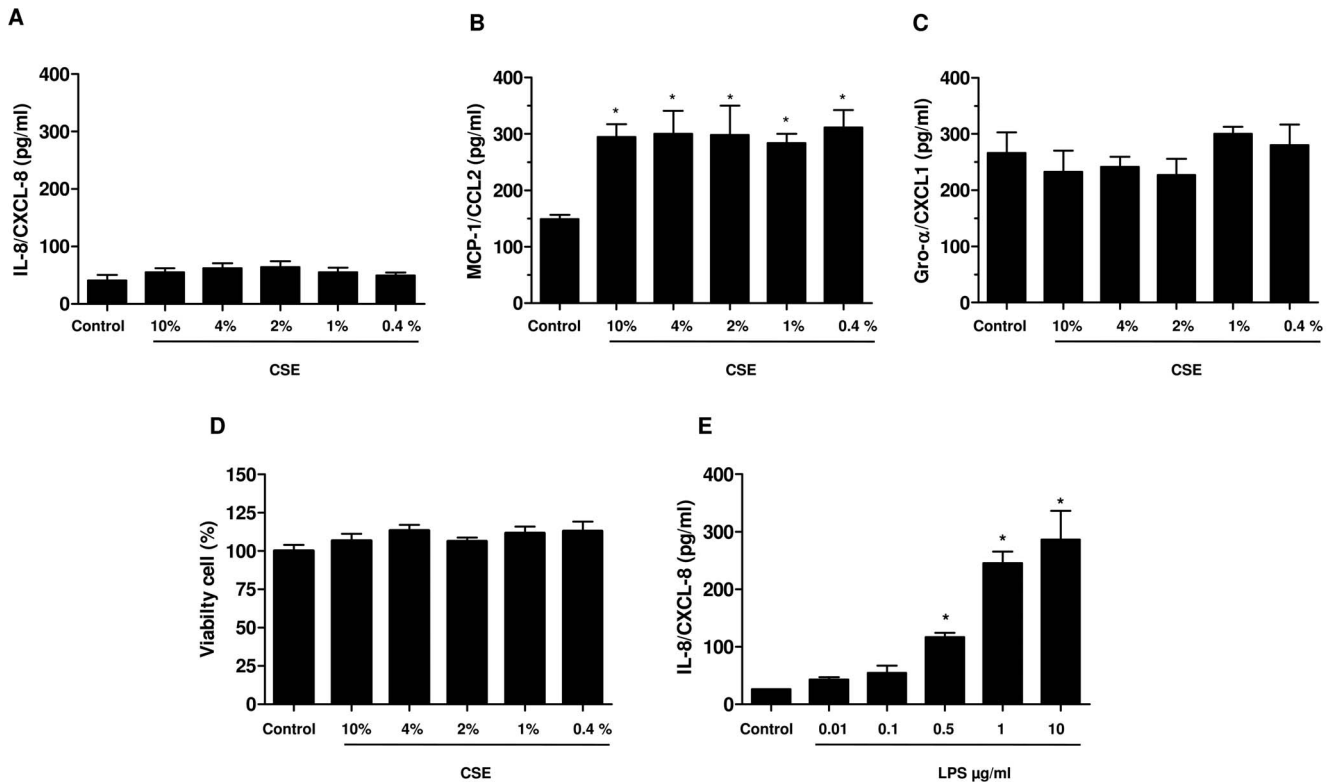 A
IL-8/CXCL-8 (pg/ml)
400
300
200
100
0
Control 10% 4% 2% 1% 0.4 %
CSE
B
MCP-1/CCL2 (pg/ml)
400
300
200
100
0
* * * * *
Control 10% 4% 2% 1% 0.4 %
CSE
C
Gro-α/CXCL1 (pg/ml)
400
300
200
100
0
Control 10% 4% 2% 1% 0.4 %
CSE
D
Viabilty cell (%)
150
125
100
75
50
25
0
Control 10% 4% 2% 1% 0.4 %
CSE
E
IL-8/CXCL-8 (pg/ml)
400
300
200
100
0
* * *
Control 0.01 0.1 0.5 1 10
LPS µg/ml